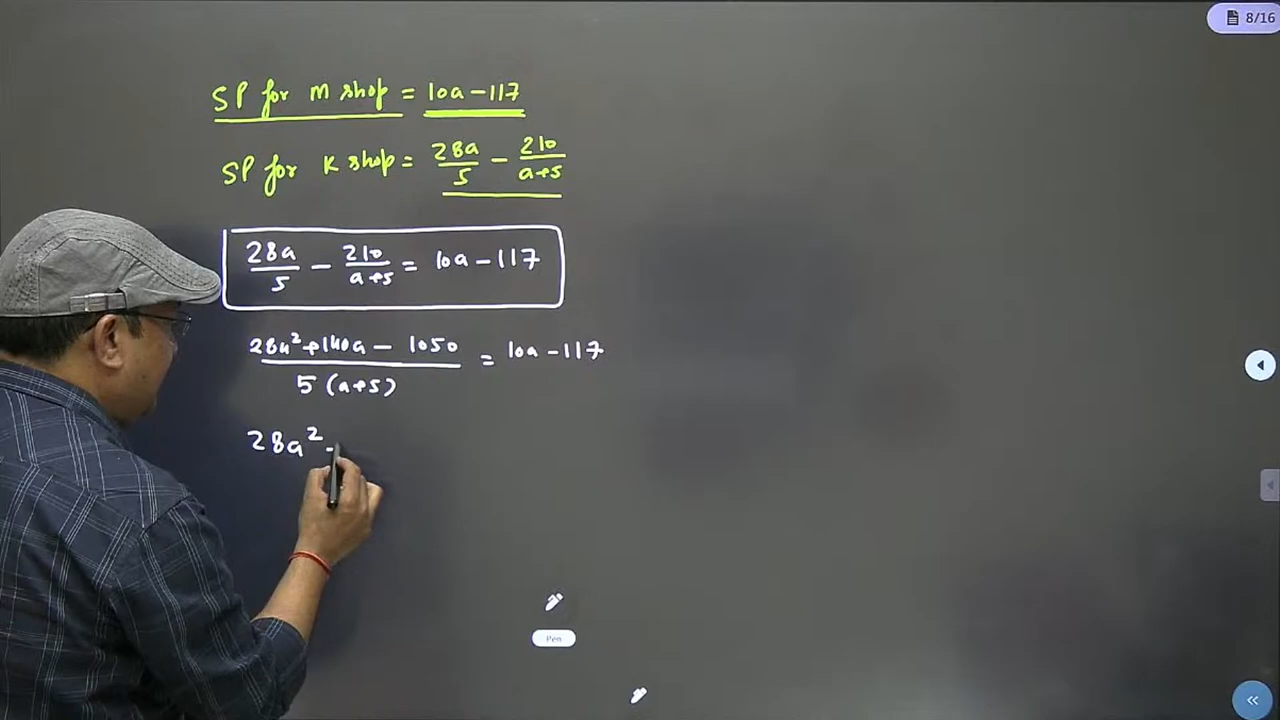 8/16
SP for M shop = 10a - 117
SP for K shop = 28a/5 - 210/a+5
28a/5 - 210/a+5 = 10a - 117
28a² + 140a - 1050 / 5(a+5) = 10a - 117
28a² -
Pen